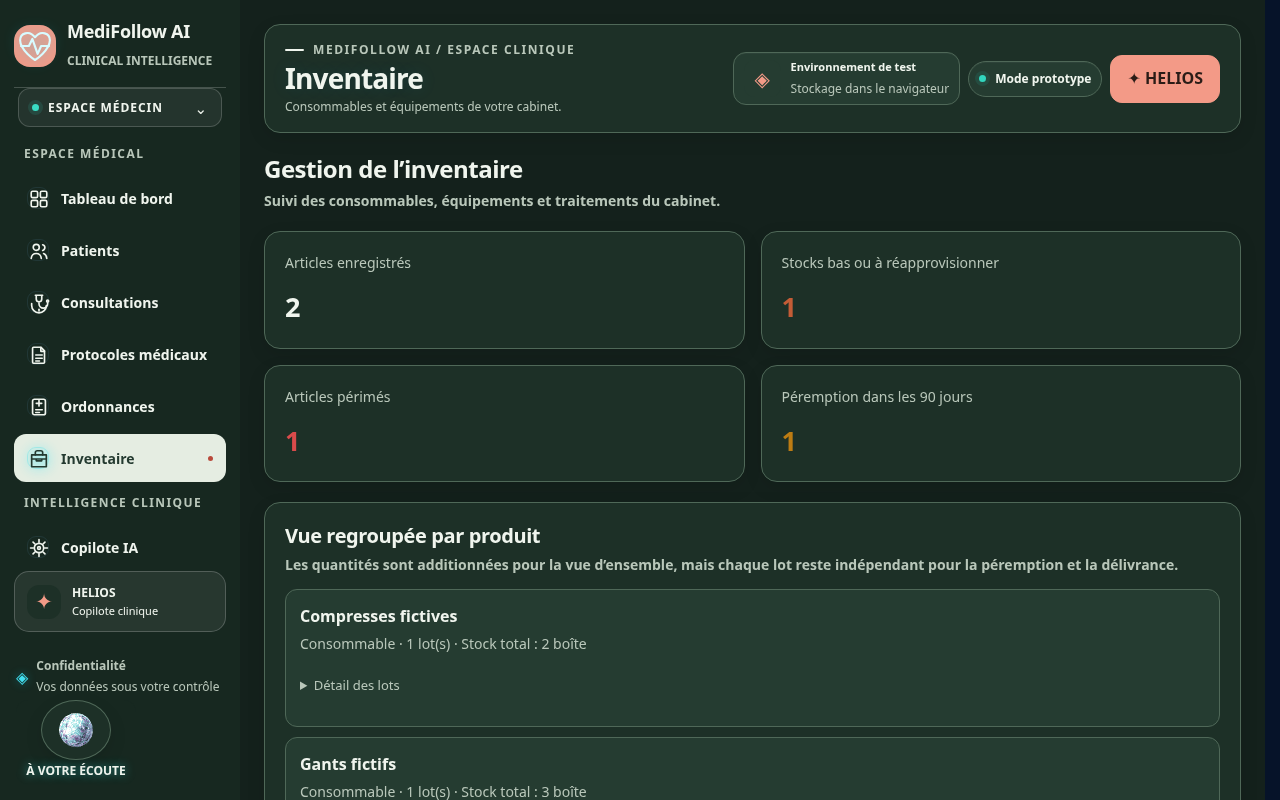 MediFollow AI
CLINICAL INTELLIGENCE
ESPACE MÉDECIN
ESPACE MÉDICAL
Tableau de bord
Patients
Consultations
Protocoles médicaux
Ordonnances
Inventaire
INTELLIGENCE CLINIQUE
Copilote IA
HELIOS
Copilote clinique
Confidentialité
Vos données sous votre contrôle
À VOTRE ÉCOUTE
MEDIFOLLOW AI / ESPACE CLINIQUE
Inventaire
Consommables et équipements de votre cabinet.
Environnement de test
Stockage dans le navigateur
Mode prototype
HELIOS
Gestion de l’inventaire
Suivi des consommables, équipements et traitements du cabinet.
Articles enregistrés
2
Stocks bas ou à réapprovisionner
1
Articles périmés
1
Péremption dans les 90 jours
1
Vue regroupée par produit
Les quantités sont additionnées pour la vue d’ensemble, mais chaque lot reste indépendant pour la péremption et la délivrance.
Compresses fictives
Consommable · 1 lot(s) · Stock total : 2 boîte
Détail des lots
Gants fictifs
Consommable · 1 lot(s) · Stock total : 3 boîte